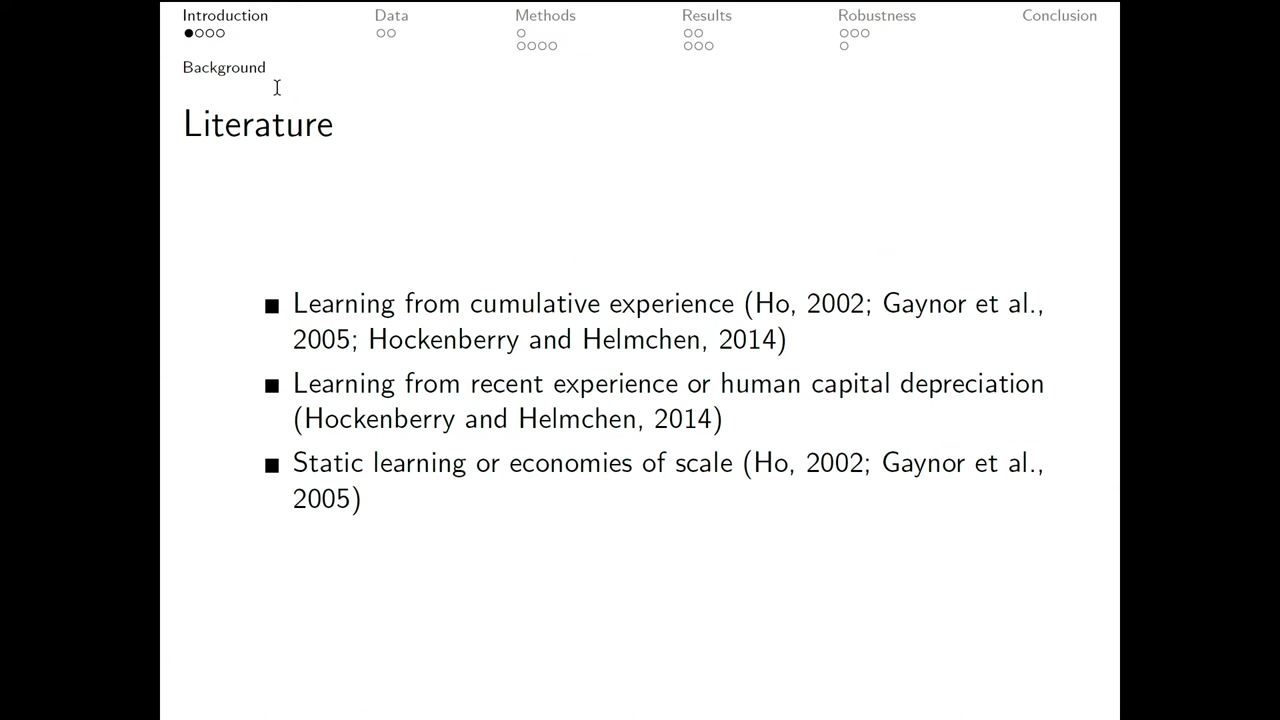 Introduction Data Methods Results Robustness Conclusion
Background
Literature
Learning from cumulative experience (Ho, 2002; Gaynor et al.,
2005; Hockenberry and Helmchen, 2014)
Learning from recent experience or human capital depreciation
(Hockenberry and Helmchen, 2014)
Static learning or economies of scale (Ho, 2002; Gaynor et al.,
2005)